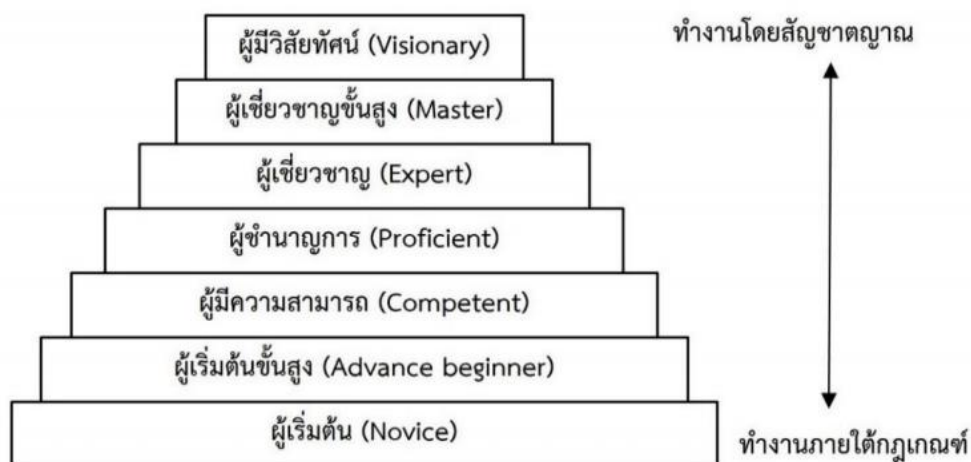 ผู้มีวิสัยทัศน์ (Visionary)
ทำงานโดยสัญชาตญาณ
ผู้เชี่ยวชาญขั้นสูง (Master)
ผู้เชี่ยวชาญ (Expert)
ผู้ชำนาญการ (Proficient)
ผู้มีความสามารถ (Competent)
ผู้เริ่มต้นขั้นสูง (Advance beginner)
ผู้เริ่มต้น (Novice)
ทำงานภายใต้กฎเกณฑ์